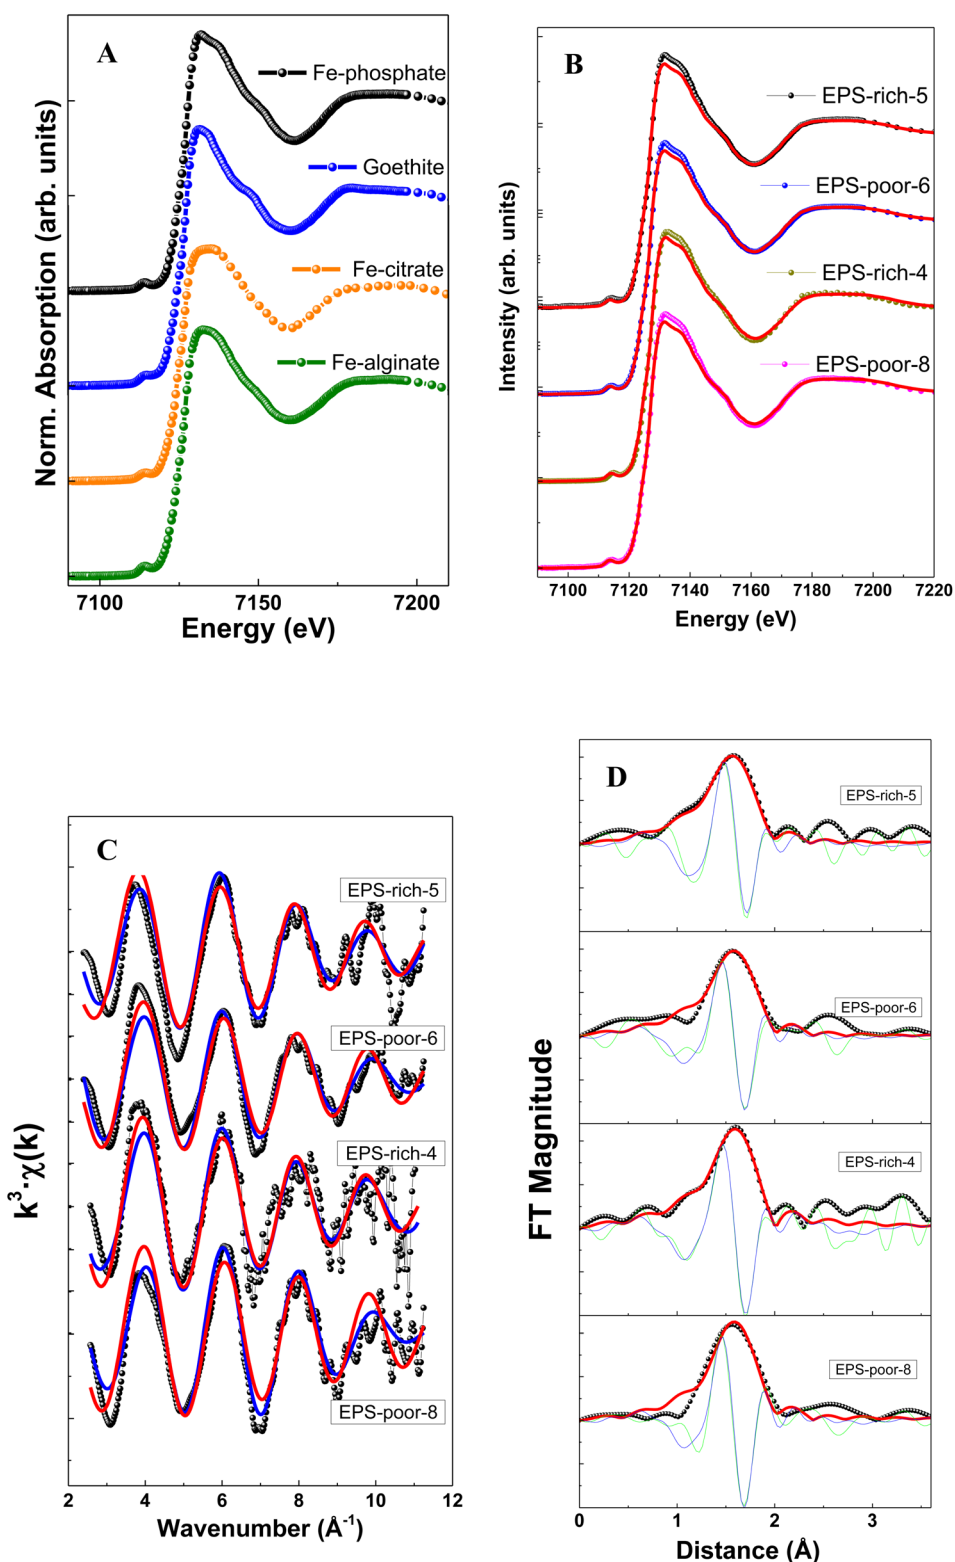 A
Fe-phosphate
Goethite
Fe-citrate
Fe-alginate
Norm. Absorption (arb. units)
7100 7150 7200
Energy (eV)
B
EPS-rich-5
EPS-poor-6
EPS-rich-4
EPS-poor-8
Intensity (arb. units)
7100 7120 7140 7160 7180 7200 7220
Energy (eV)
C
EPS-rich-5
EPS-poor-6
EPS-rich-4
EPS-poor-8
k³·χ(k)
2 4 6 8 10 12
Wavenumber (Å⁻¹)
D
EPS-rich-5
EPS-poor-6
EPS-rich-4
EPS-poor-8
FT Magnitude
0 1 2 3
Distance (Å)